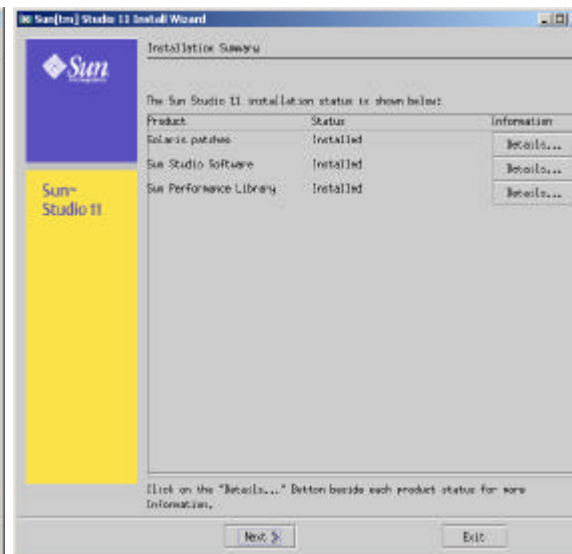 Sun[tm] Studio 11 Install Wizard
Sun
Sun™
Studio 11
Installation Summary
The Sun Studio 11 installation status is shown below:
Product Status Information
Solaris patches Installed Details...
Sun Studio Software Installed Details...
Sun Performance Library Installed Details...
Click on the "Details..." Button beside each product status for more
Information.
Next > Exit